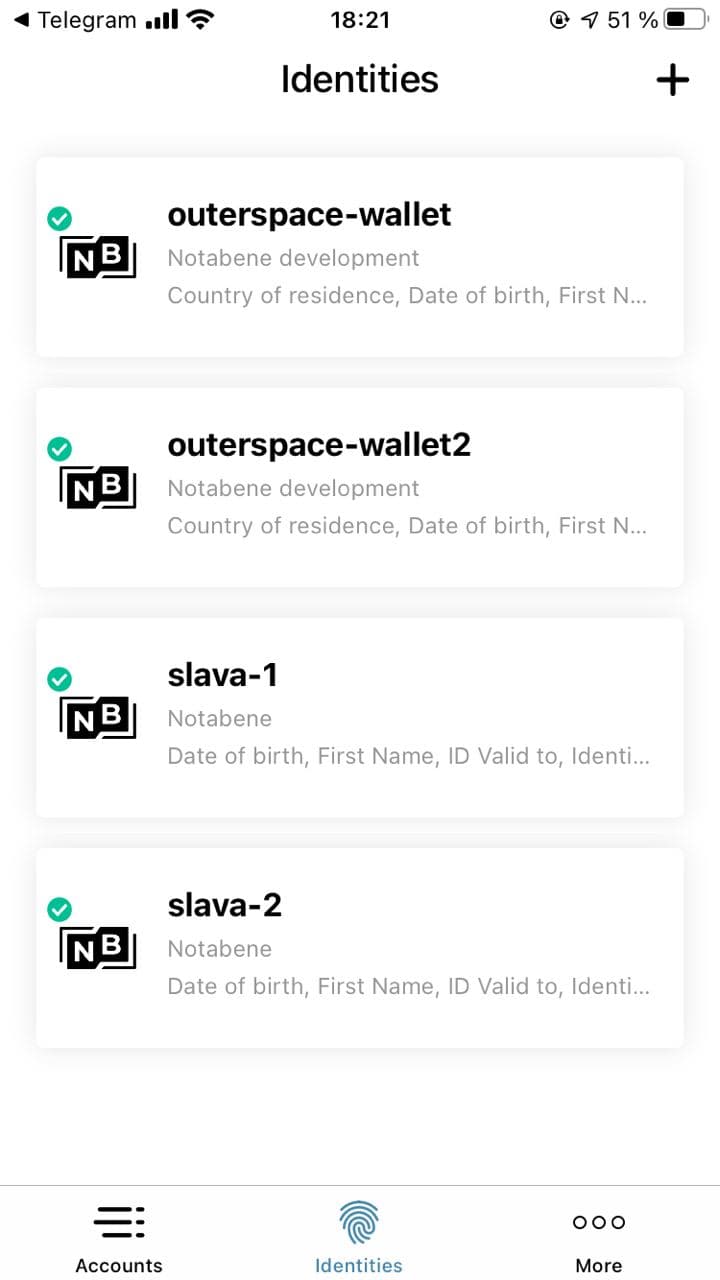 Telegram 18:21 51 %
Identities
outerspace-wallet
NB Notabene development
Country of residence, Date of birth, First N...
outerspace-wallet2
NB Notabene development
Country of residence, Date of birth, First N...
slava-1
NB Notabene
Date of birth, First Name, ID Valid to, Identi...
slava-2
NB Notabene
Date of birth, First Name, ID Valid to, Identi...
Accounts Identities More